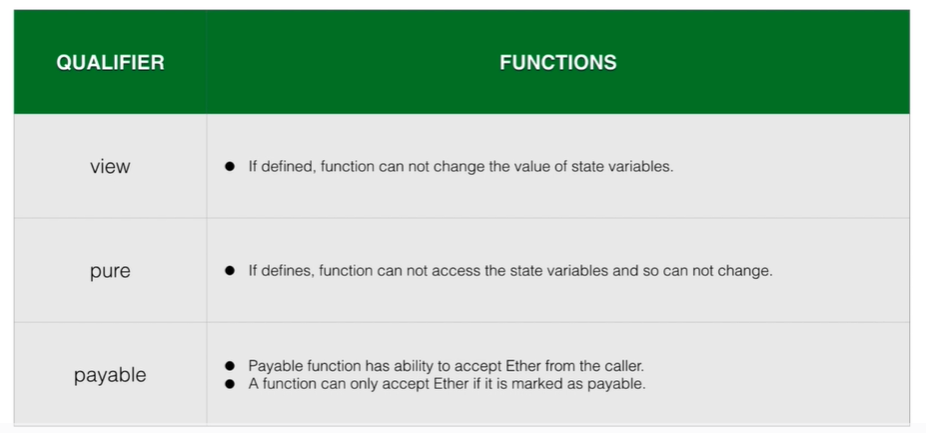 QUALIFIER FUNCTIONS
view
● If defined, function can not change the value of state variables.
pure
● If defines, function can not access the state variables and so can not change.
payable
● Payable function has ability to accept Ether from the caller.
● A function can only accept Ether if it is marked as payable.